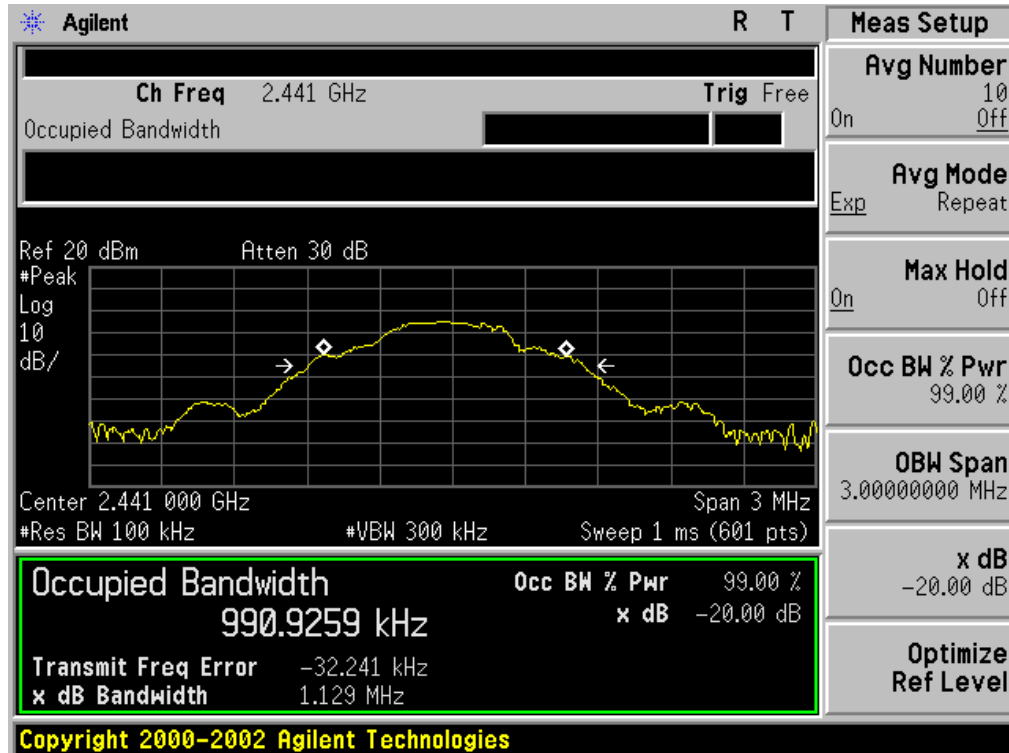 Agilent R T
Meas Setup
Ch Freq 2.441 GHz Trig Free
Occupied Bandwidth
Ref 20 dBm Atten 30 dB
#Peak
Log
10
dB/
Center 2.441 000 GHz Span 3 MHz
#Res BW 100 kHz #VBW 300 kHz Sweep 1 ms (601 pts)
Occupied Bandwidth
990.9259 kHz
Occ BW % Pwr 99.00 %
x dB -20.00 dB
Transmit Freq Error -32.241 kHz
x dB Bandwidth 1.129 MHz
Avg Number
10
On Off
Avg Mode
Exp Repeat
Max Hold
On Off
Occ BW % Pwr
99.00 %
OBW Span
3.00000000 MHz
x dB
-20.00 dB
Optimize
Ref Level
Copyright 2000-2002 Agilent Technologies